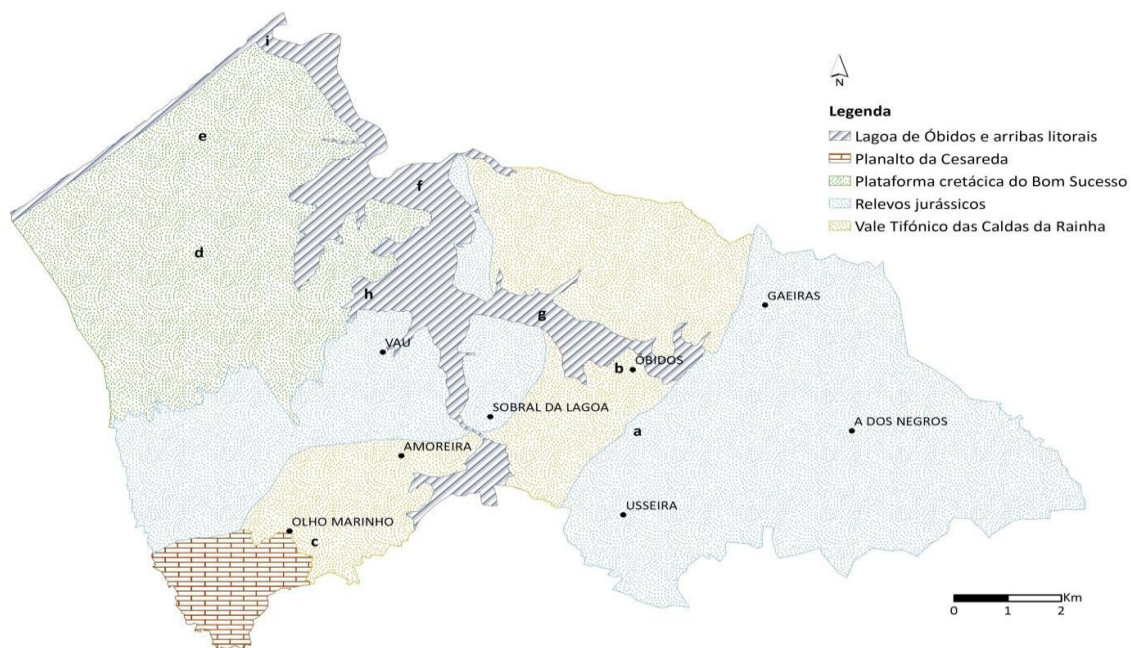 i
N
Legenda
Lagoa de Óbidos e arribas litorais
Planalto da Cesareda
Plataforma cretácica do Bom Sucesso
Relevos jurássicos
Vale Tifónico das Caldas da Rainha
e
f
d
h
g
GAEIRAS
VAU
b
ÓBIDOS
SOBRAL DA LAGOA
a
A DOS NEGROS
AMOREIRA
USSEIRA
OLHO MARINHO
c
Km
0 1 2